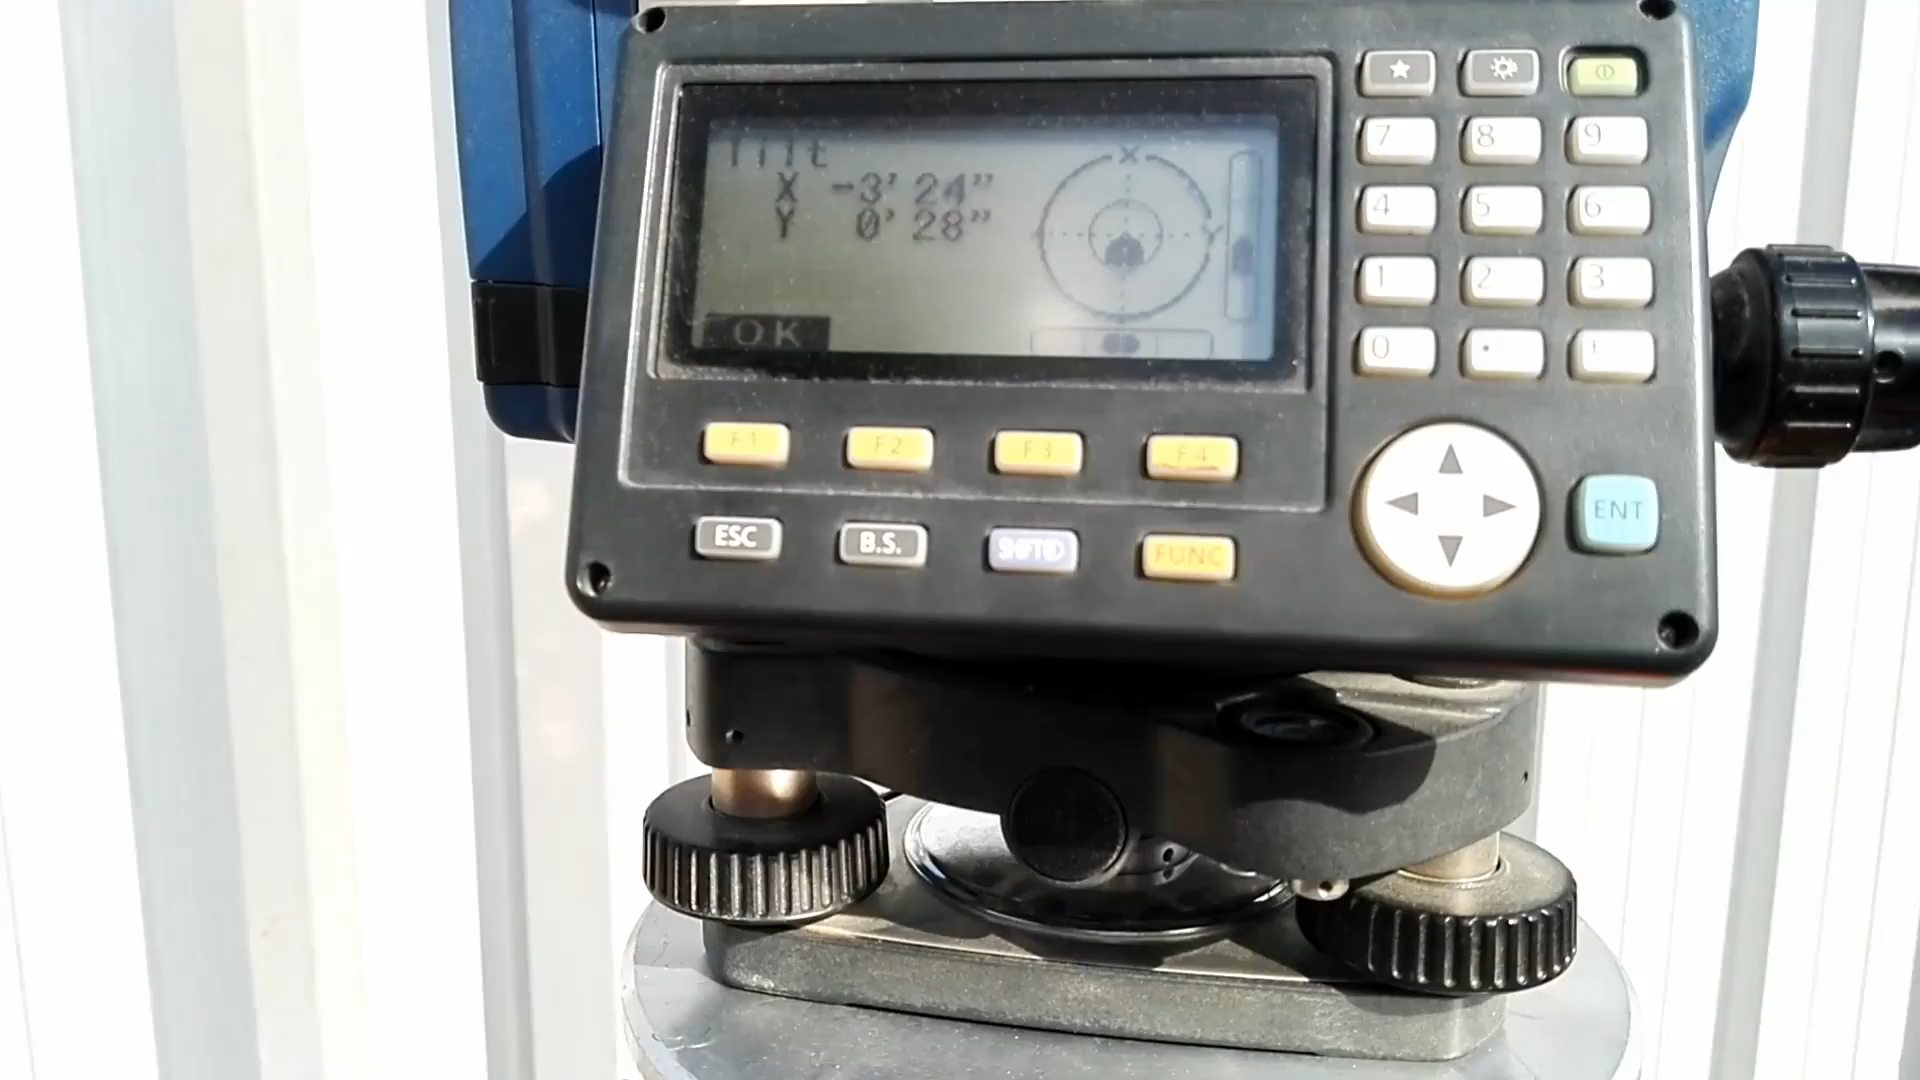 Tilt
X -3' 24"
Y 0' 28"
X
Y
OK
7 8 9
4 5 6
1 2 3
0 .
F1 F2 F3 F4
ESC B.S. SHIFT FUNC
ENT